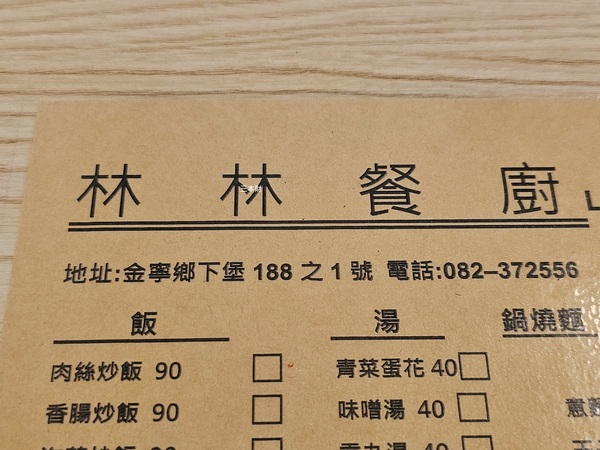 林林餐廚
地址:金寧鄉下堡 188 之 1 號 電話:082–372556
飯 湯 鍋燒麵
肉絲炒飯 90 □ 青菜蛋花 40 □
香腸炒飯 90 □ 味噌湯 40 □